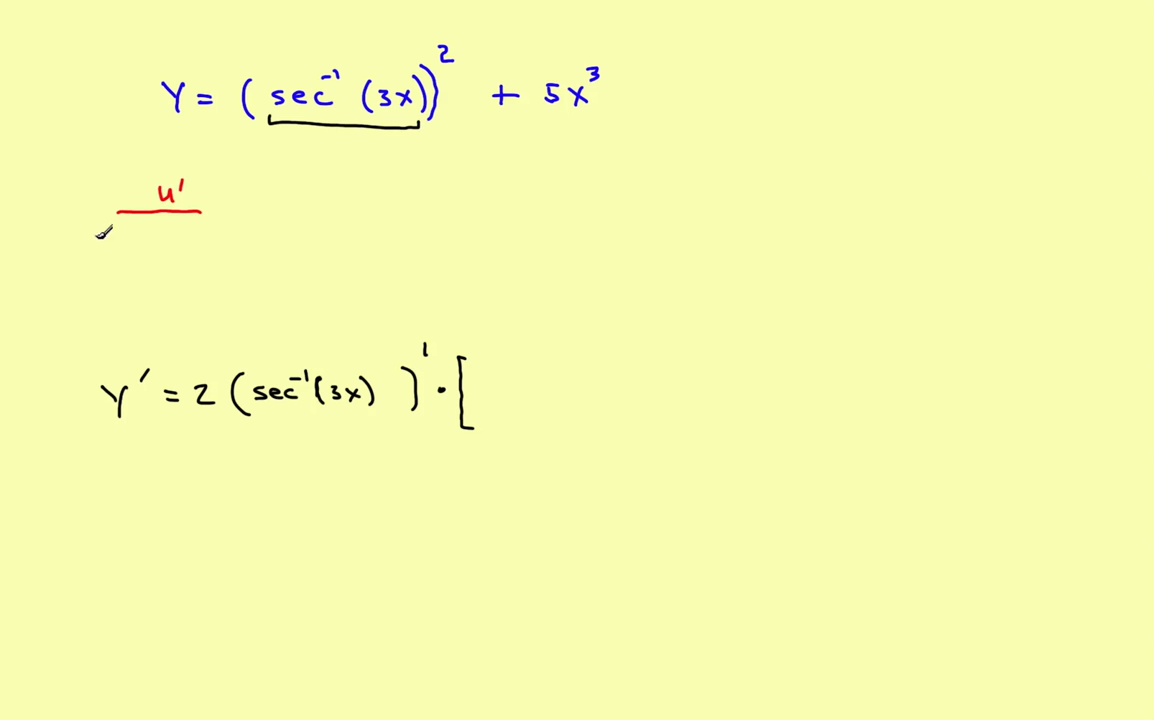 Y = (sec⁻¹ (3x))² + 5x³
u'
Y' = 2 (sec⁻¹(3x) )¹ · [